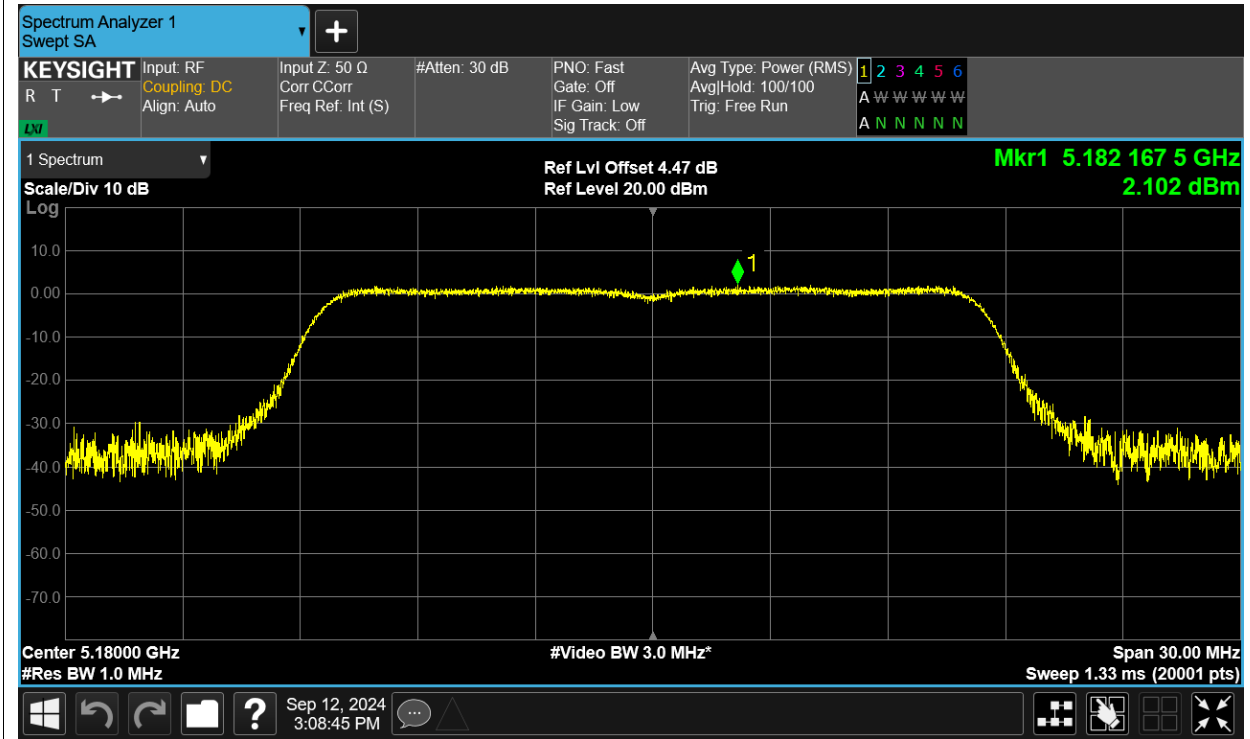 Spectrum Analyzer 1
Swept SA
+
KEYSIGHT
R T
LXI
Input: RF
Coupling: DC
Align: Auto
Input Z: 50 Ω
Corr CCorr
Freq Ref: Int (S)
#Atten: 30 dB
PNO: Fast
Gate: Off
IF Gain: Low
Sig Track: Off
Avg Type: Power (RMS)
Avg|Hold: 100/100
Trig: Free Run
1 2 3 4 5 6
A W W W W W
A N N N N N
1 Spectrum
Scale/Div 10 dB
Log
Ref Lvl Offset 4.47 dB
Ref Level 20.00 dBm
Mkr1 5.182 167 5 GHz
2.102 dBm
10.0
0.00
-10.0
-20.0
-30.0
-40.0
-50.0
-60.0
-70.0
1
Center 5.18000 GHz
#Res BW 1.0 MHz
#Video BW 3.0 MHz*
Span 30.00 MHz
Sweep 1.33 ms (20001 pts)
?
Sep 12, 2024
3:08:45 PM